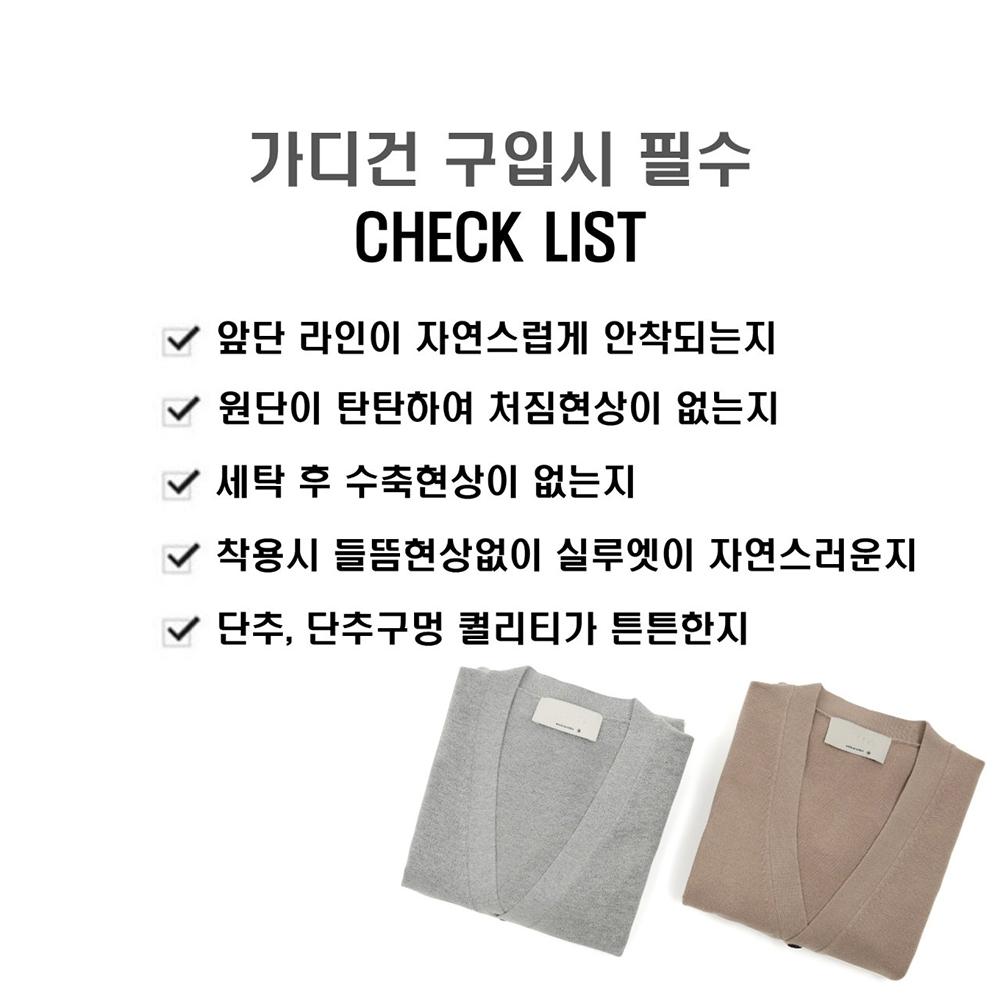 가디건 구입시 필수
CHECK LIST
앞단 라인이 자연스럽게 안착되는지
원단이 탄탄하여 처짐현상이 없는지
세탁 후 수축현상이 없는지
착용시 들뜸현상없이 실루엣이 자연스러운지
단추, 단추구멍 퀄리티가 튼튼한지